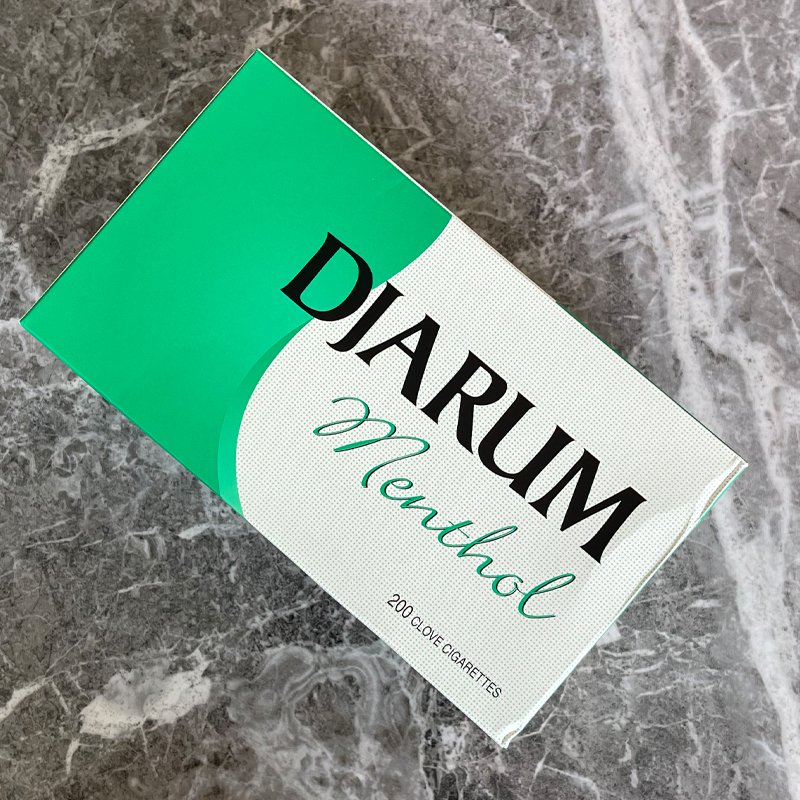 DJARUM
Menthol
200 CLOVE CIGARETTES